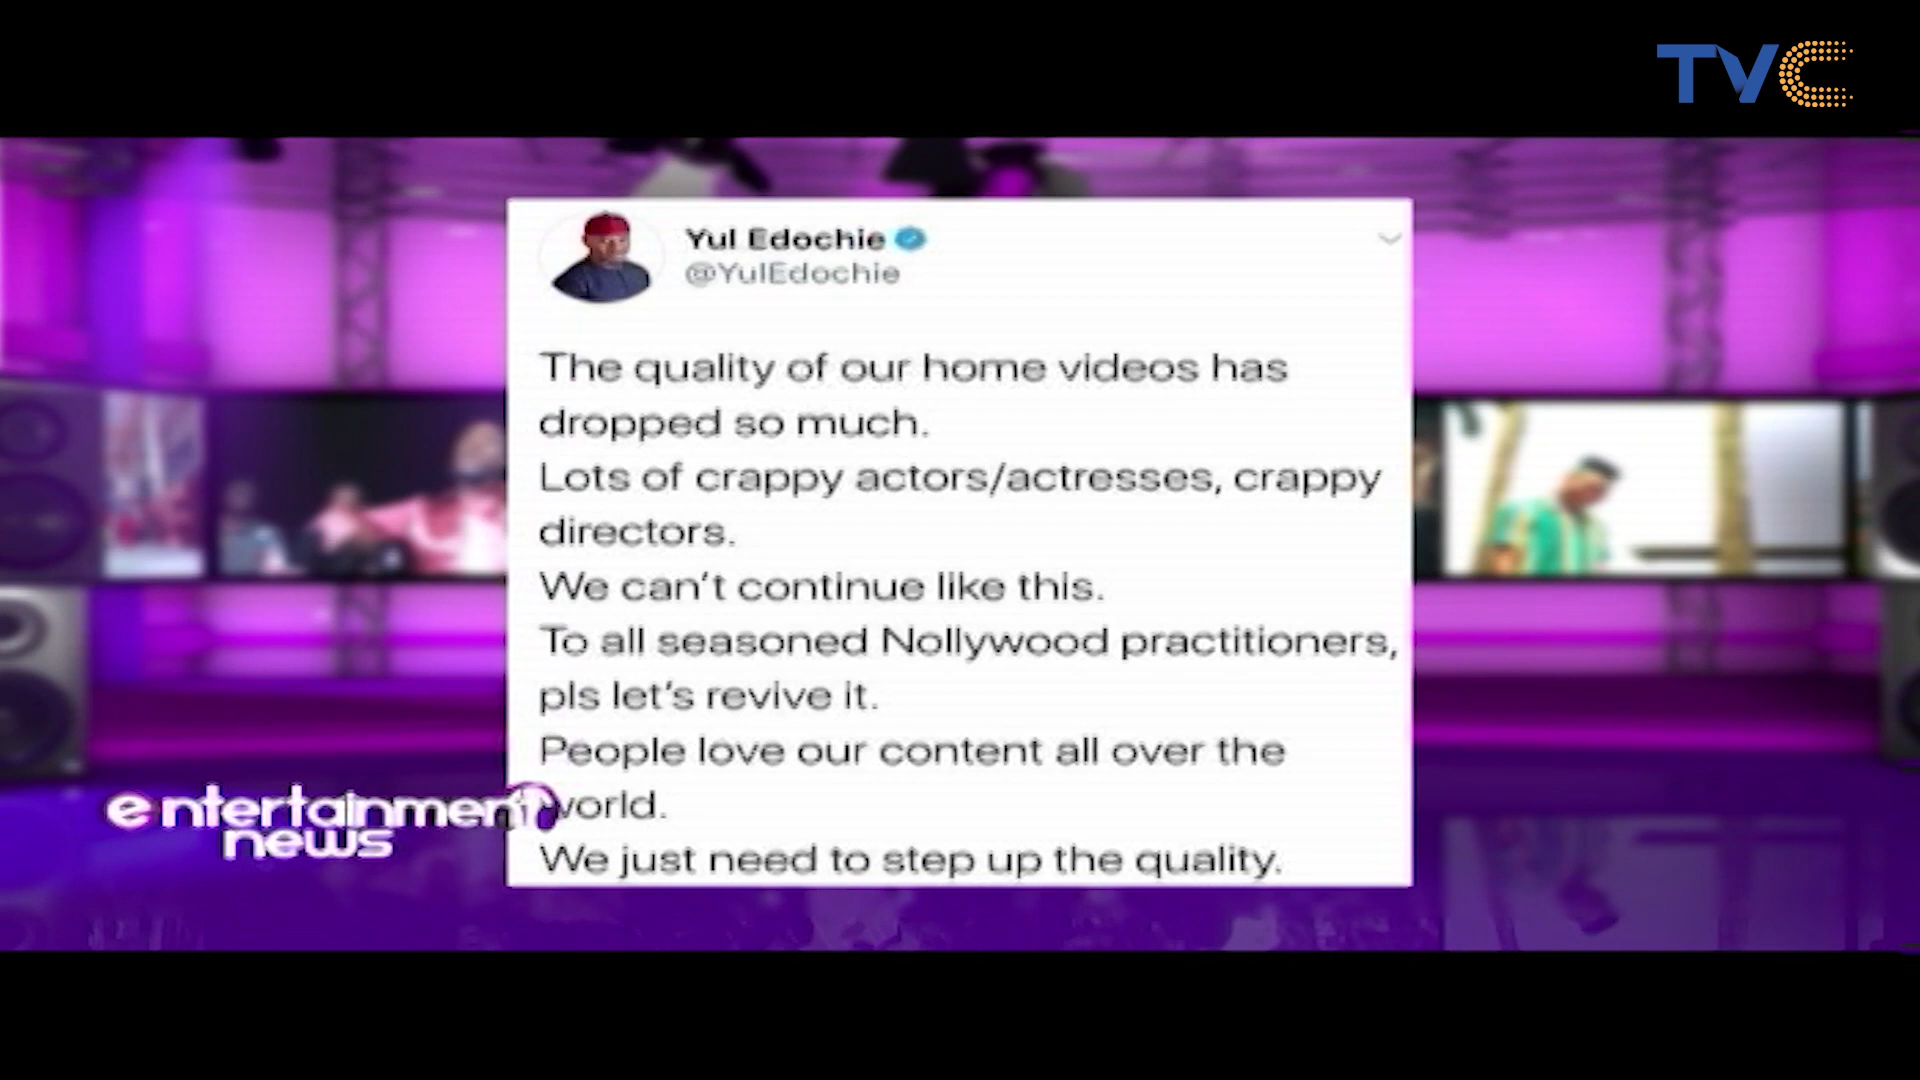 TVC
Yul Edochie
@YulEdochie
The quality of our home videos has
dropped so much.
Lots of crappy actors/actresses, crappy
directors.
We can't continue like this.
To all seasoned Nollywood practitioners,
pls let's revive it.
People love our content all over the
world.
We just need to step up the quality.
entertainment
news